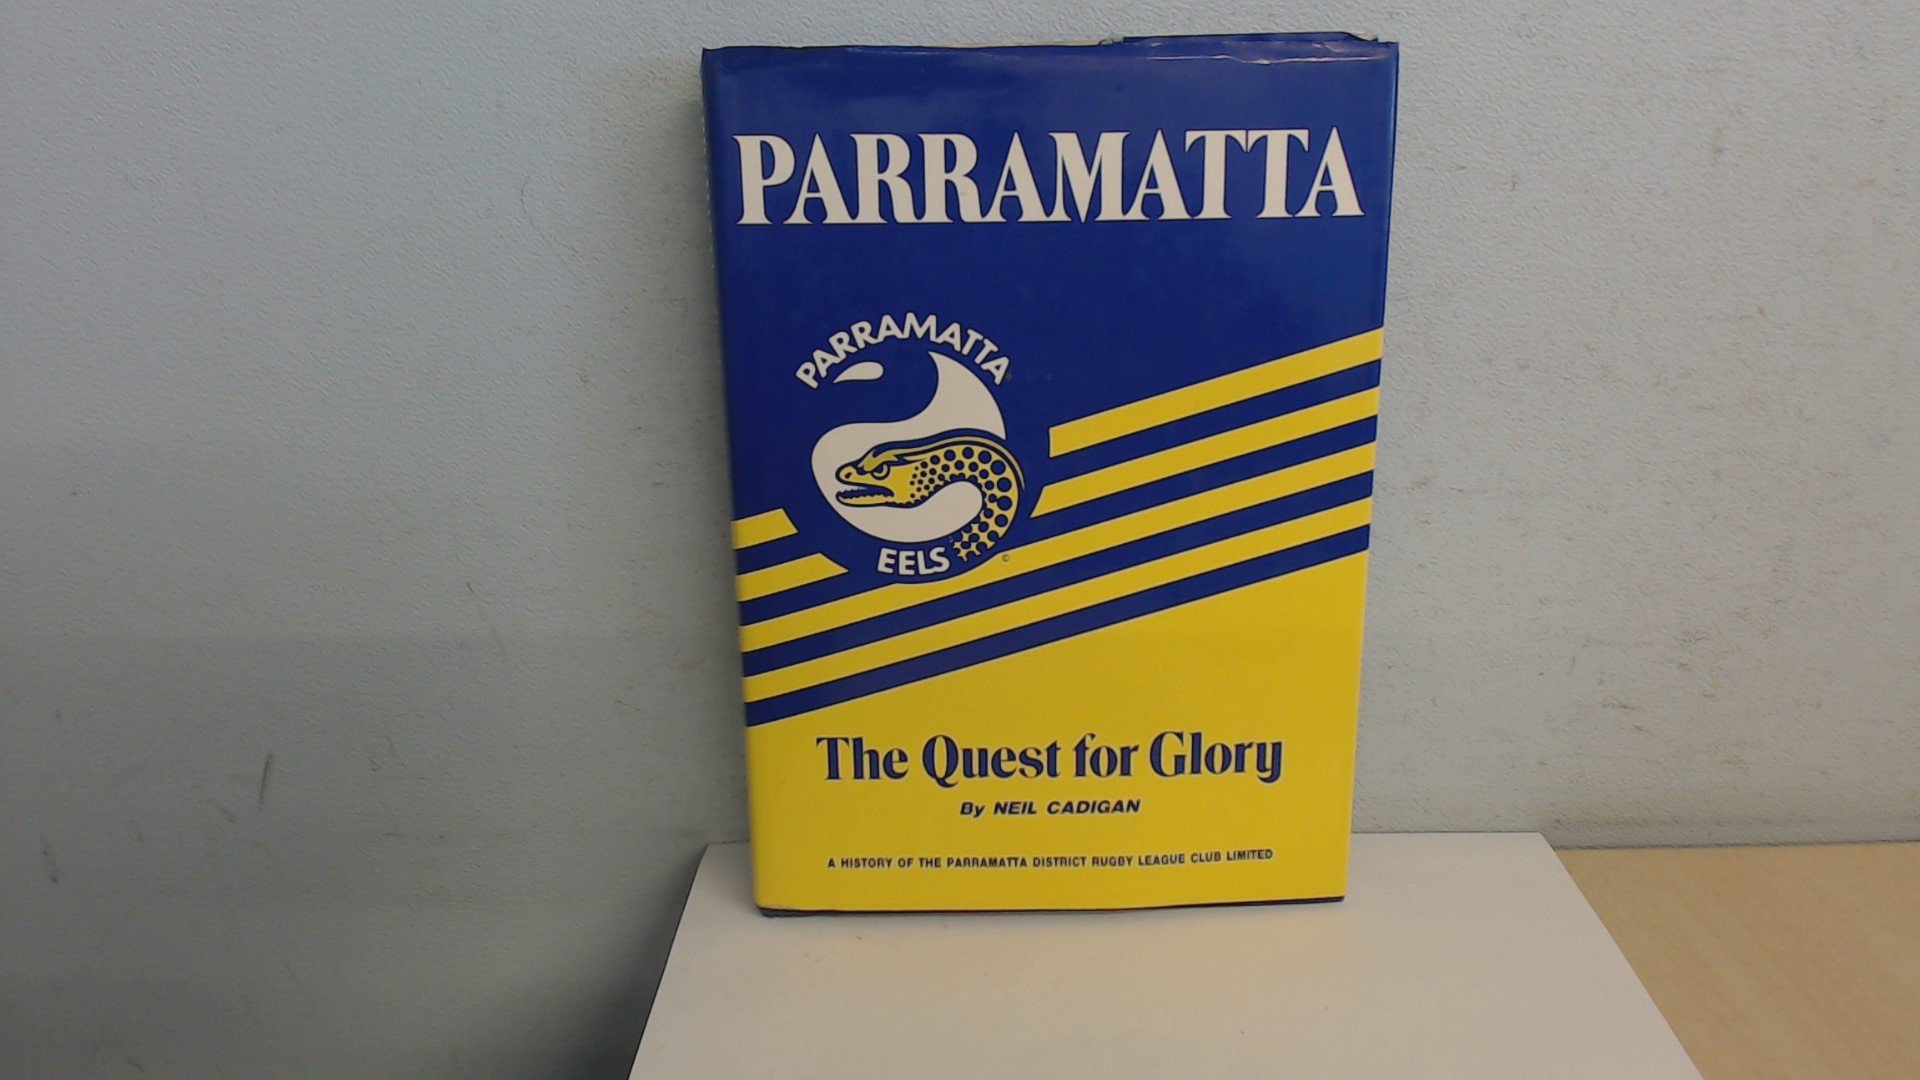 PARRAMATTA
PARRAMATTA
EELS
©
The Quest for Glory
By NEIL CADIGAN
A HISTORY OF THE PARRAMATTA DISTRICT RUGBY LEAGUE CLUB LIMITED